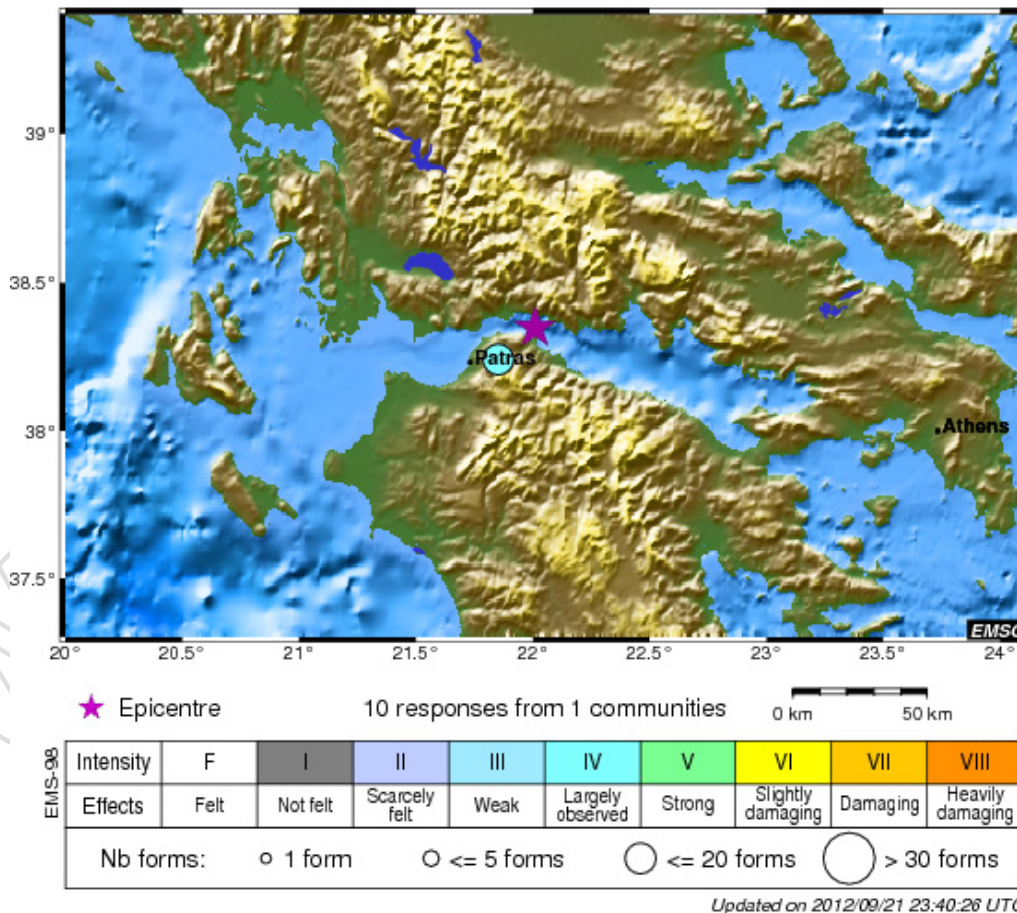 39°
38.5°
Patras
38°
Athens
37.5°
EMSC
20° 20.5° 21° 21.5° 22° 22.5° 23° 23.5° 24°
Epicentre 10 responses from 1 communities 0 km 50 km
EMS-98
Intensity F I II III IV V VI VII VIII
Effects Felt Not felt Scarcely felt Weak Largely observed Strong Slightly damaging Damaging Heavily damaging
Nb forms: 1 form <= 5 forms <= 20 forms > 30 forms
Updated on 2012/09/21 23:40:26 UTC